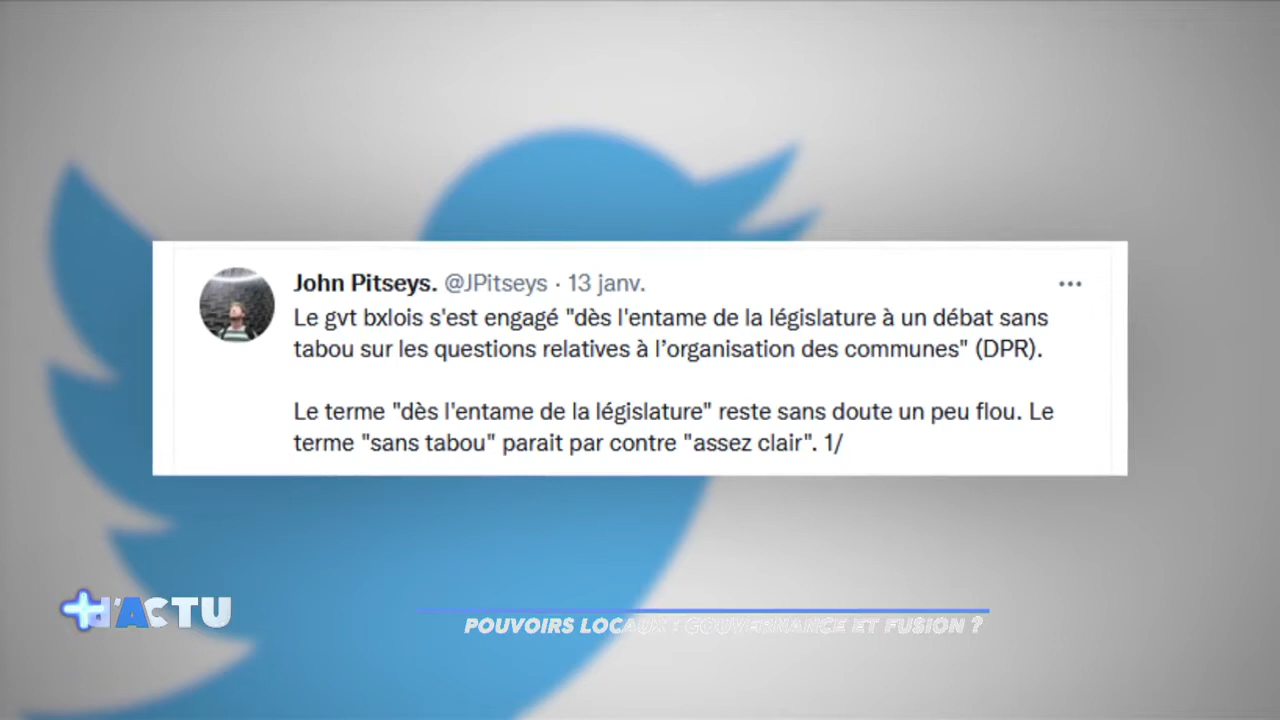 John Pitseys. @JPitseys · 13 janv.
Le gvt bxlois s'est engagé "dès l'entame de la législature à un débat sans
tabou sur les questions relatives à l’organisation des communes" (DPR).
Le terme "dès l'entame de la législature" reste sans doute un peu flou. Le
terme "sans tabou" parait par contre "assez clair". 1/
+d'ACTU
POUVOIRS LOCAUX : GOUVERNANCE ET FUSION ?